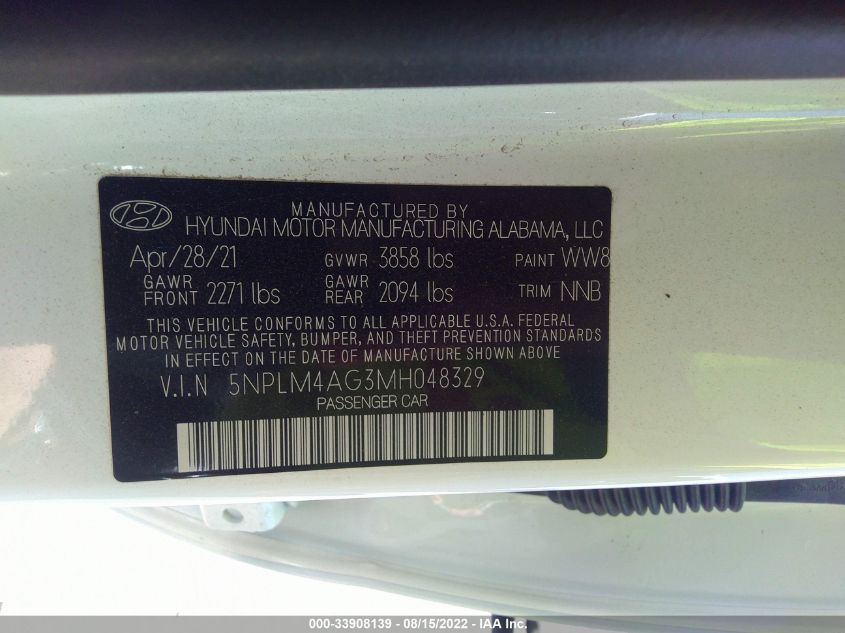 MANUFACTURED BY
HYUNDAI MOTOR MANUFACTURING ALABAMA, LLC
Apr/28/21 GVWR 3858 lbs PAINT WW8
GAWR FRONT 2271 lbs GAWR REAR 2094 lbs TRIM NNB
THIS VEHICLE CONFORMS TO ALL APPLICABLE U.S.A. FEDERAL
MOTOR VEHICLE SAFETY, BUMPER, AND THEFT PREVENTION STANDARDS
IN EFFECT ON THE DATE OF MANUFACTURE SHOWN ABOVE
V.I.N 5NPLM4AG3MH048329
PASSENGER CAR
000-33908139 - 08/15/2022 - IAA Inc.